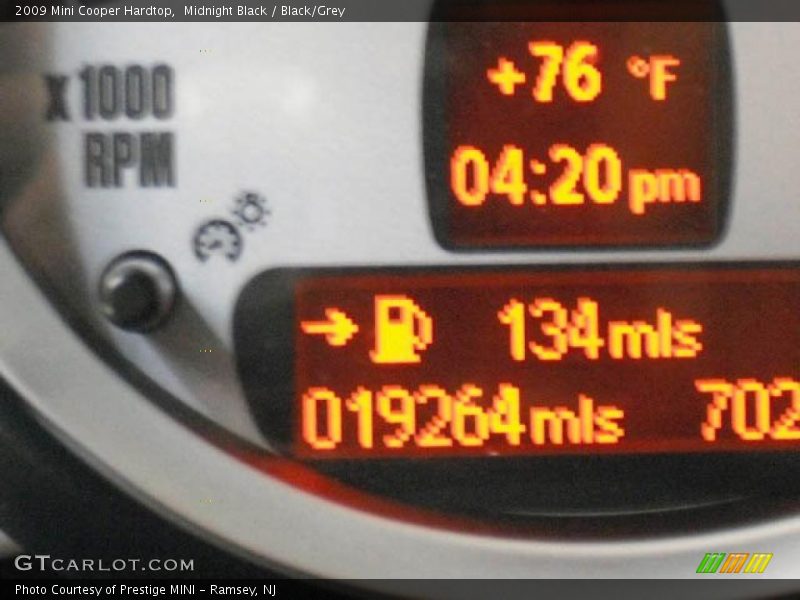 2009 Mini Cooper Hardtop,  Midnight Black / Black/Grey
x1000
RPM
+76 °F
04:20 pm
134 mls
019264 mls 702
GTCARLOT.COM
Photo Courtesy of Prestige MINI - Ramsey, NJ